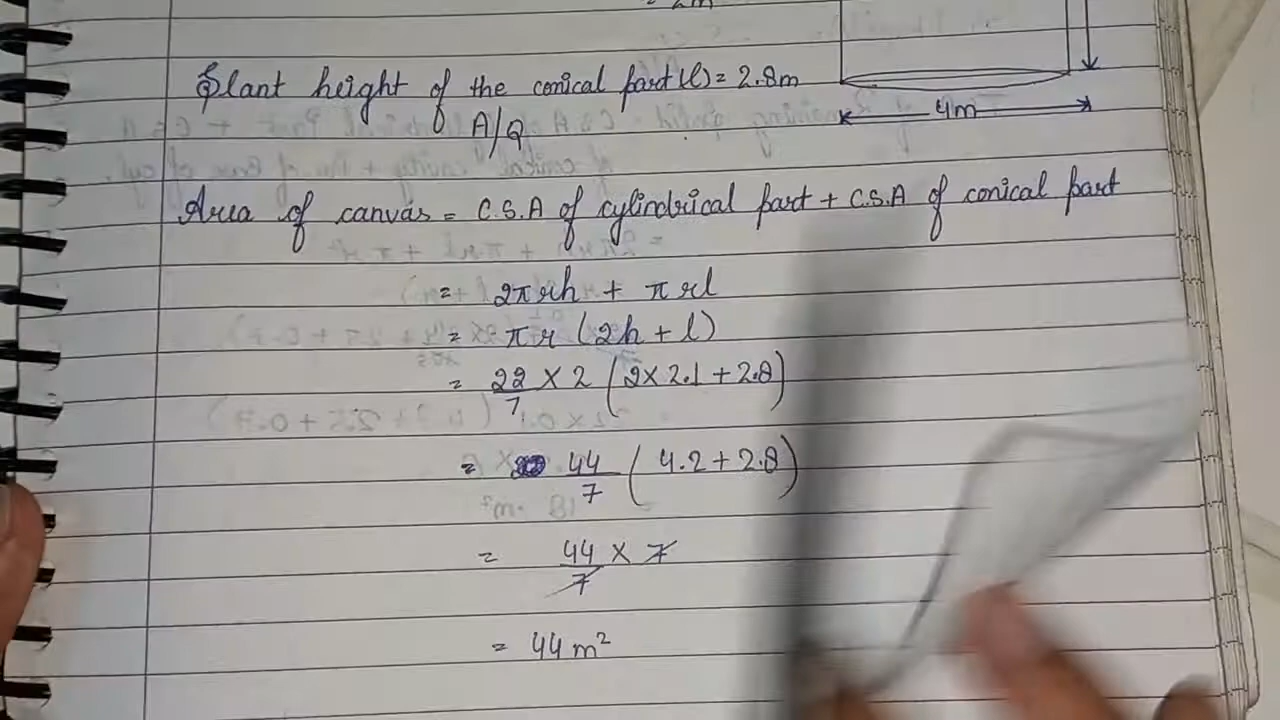 = 2m
Slant height of the conical part (l) = 2.8m
4m
A/Q
Area of canvas = C.S.A of cylindrical part + C.S.A of conical part
= 2πrh + πrl
= πr (2h + l)
= 22/7 × 2 (2 × 2.1 + 2.8)
= 44/7 (4.2 + 2.8)
= 44/7 × 7
= 44 m²